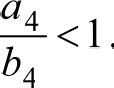 a₄/b₄ < 1.